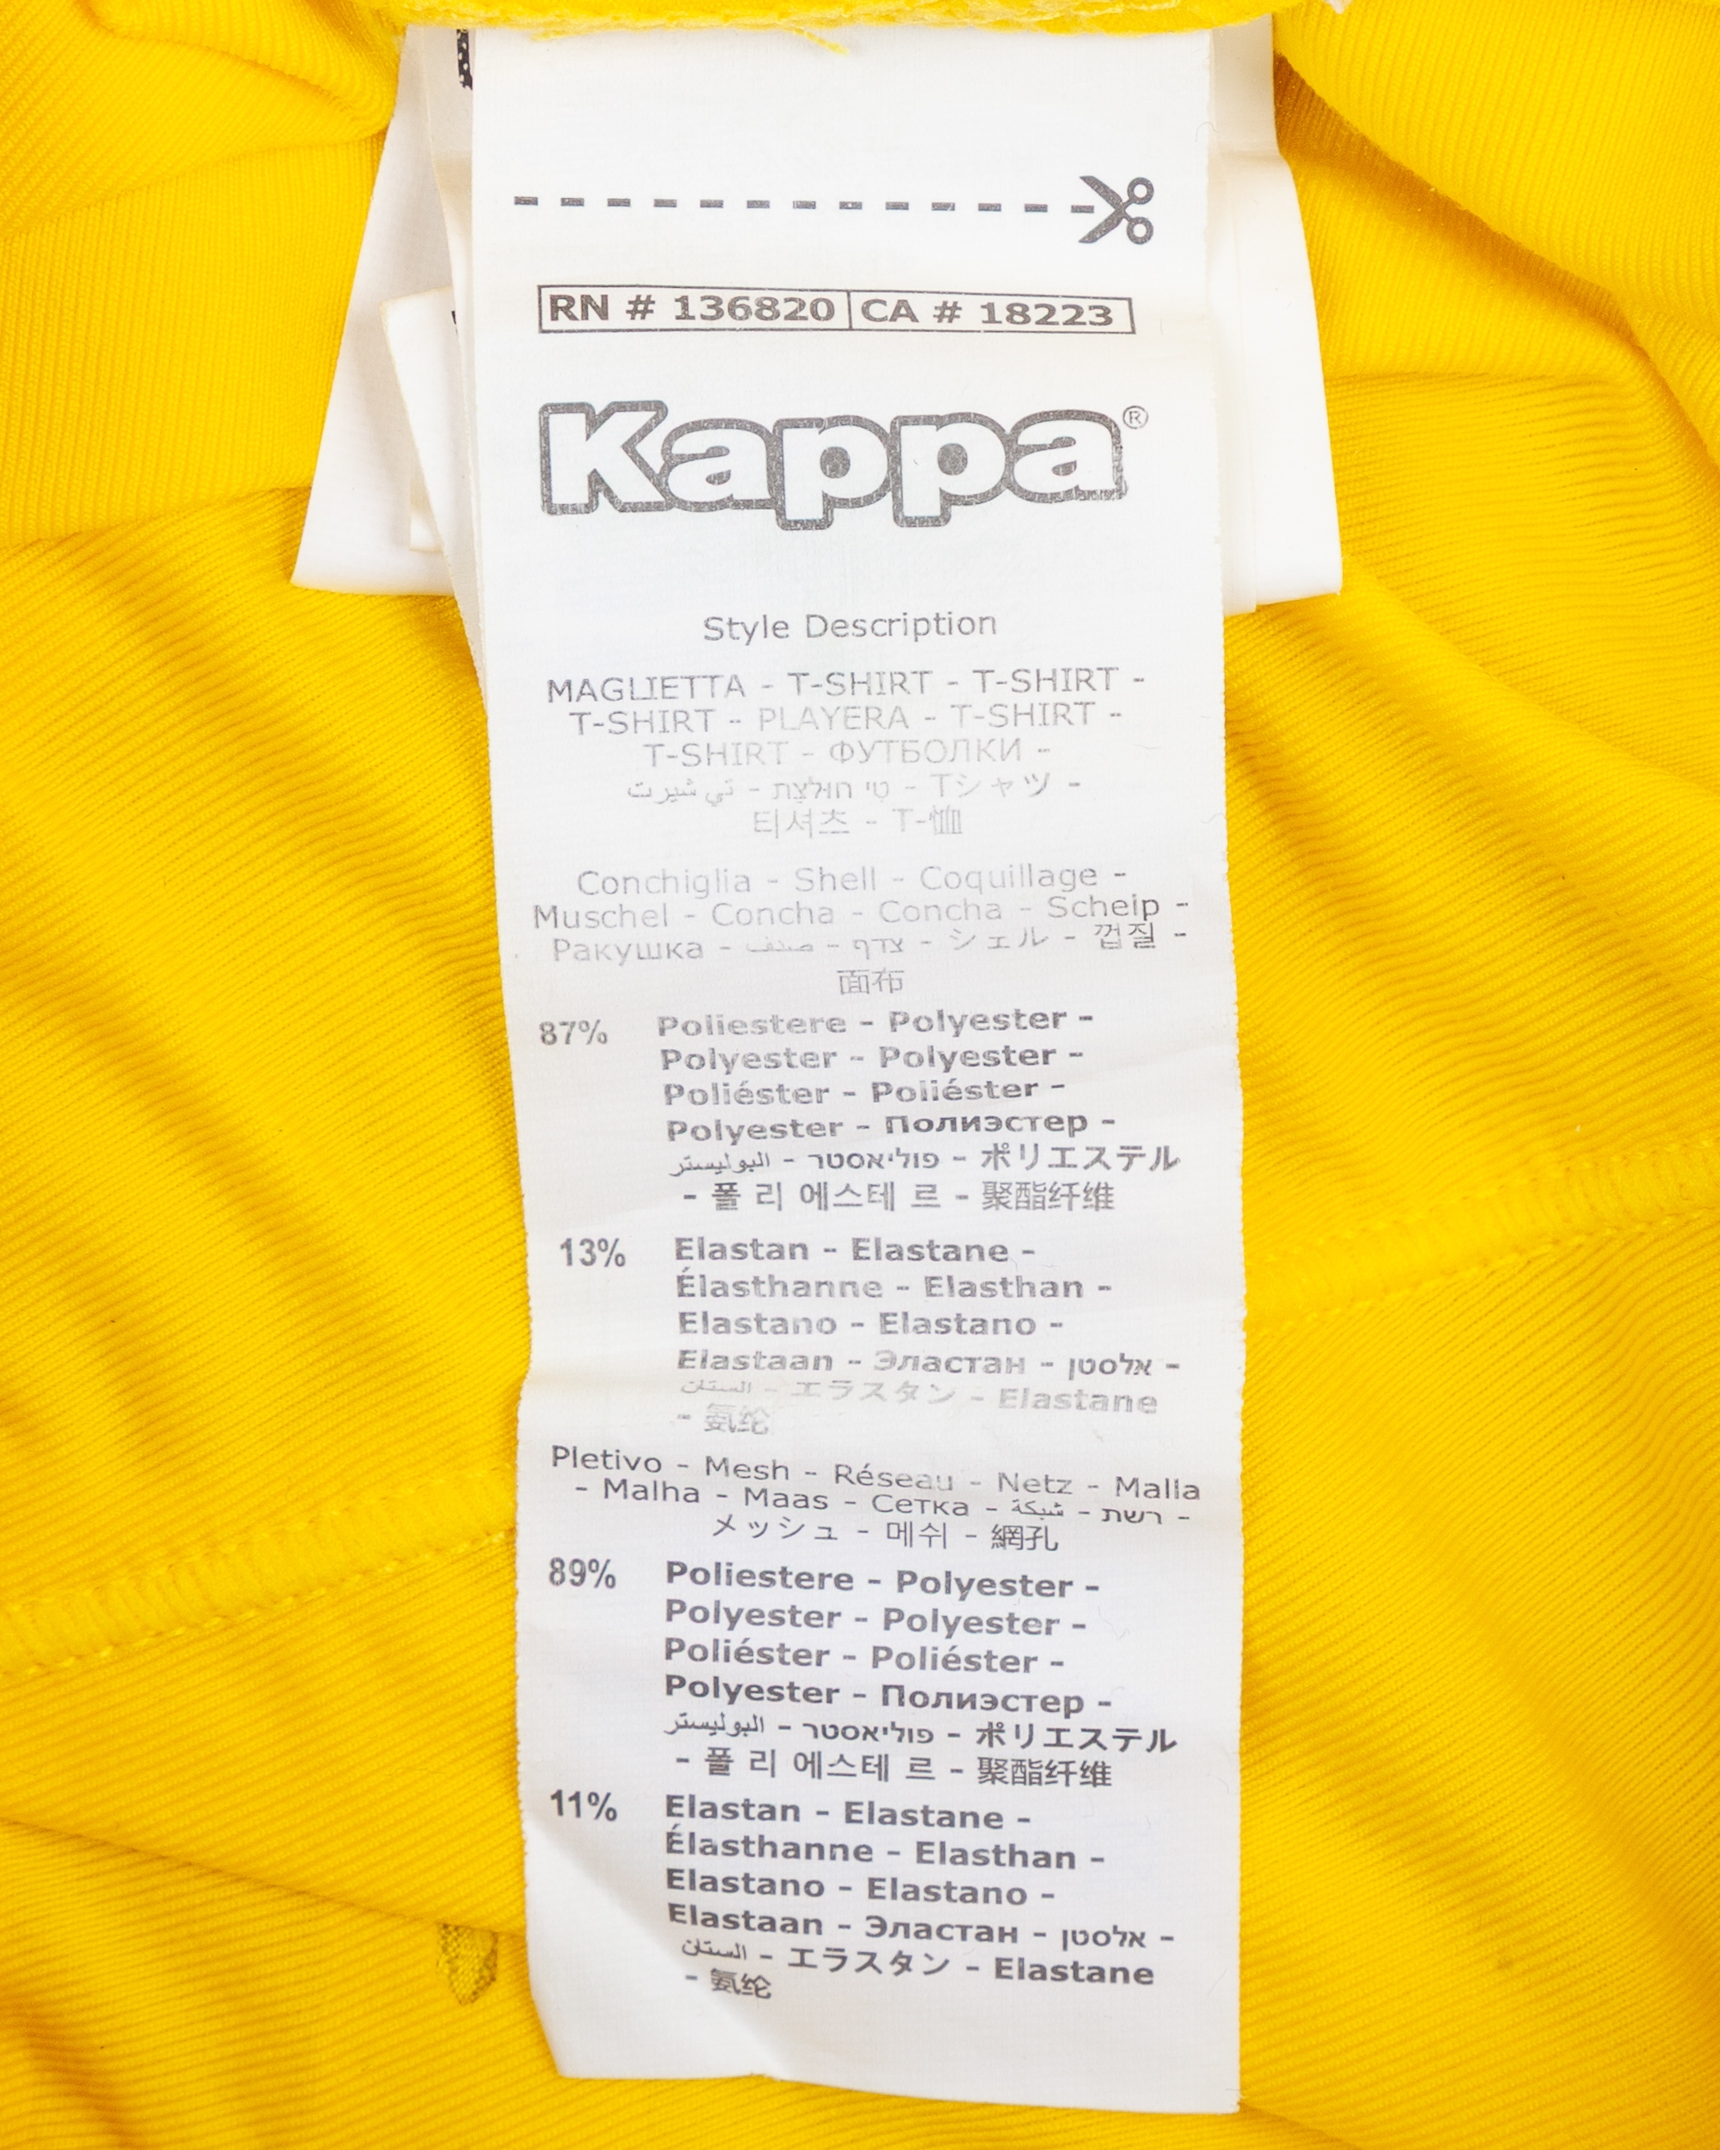 RN # 136820 CA # 18223
Kappa®
Style Description
MAGLIETTA - T-SHIRT - T-SHIRT -
T-SHIRT - PLAYERA - T-SHIRT -
T-SHIRT - ФУТБОЛКИ -
تي شيرت - טי חולצת - Tシャツ -
티셔츠 - T-恤
Conchiglia - Shell - Coquillage -
Muschel - Concha - Concha - Schelp -
Ракушка - صدف - צדף - シェル - 껍질 -
面布
87% Poliestere - Polyester -
Polyester - Polyester -
Poliéster - Poliéster -
Polyester - Полиэстер -
البوليستر - פוליאסטר - ポリエステル
- 폴 리 에스테 르 - 聚酯纤维
13% Elastan - Elastane -
Élasthanne - Elasthan -
Elastano - Elastano -
Elastaan - Эластан - אלסטן -
الستان - エラスタン - Elastane
- 氨纶
Pletivo - Mesh - Réseau - Netz - Malla
- Malha - Maas - Сетка - شبكة - רשת -
メッシュ - 메쉬 - 網孔
89% Poliestere - Polyester -
Polyester - Polyester -
Poliéster - Poliéster -
Polyester - Полиэстер -
البوليستر - פוליאסטר - ポリエステル
- 폴 리 에스테 르 - 聚酯纤维
11% Elastan - Elastane -
Élasthanne - Elasthan -
Elastano - Elastano -
Elastaan - Эластан - אלסטן -
الستان - エラスタン - Elastane
- 氨纶